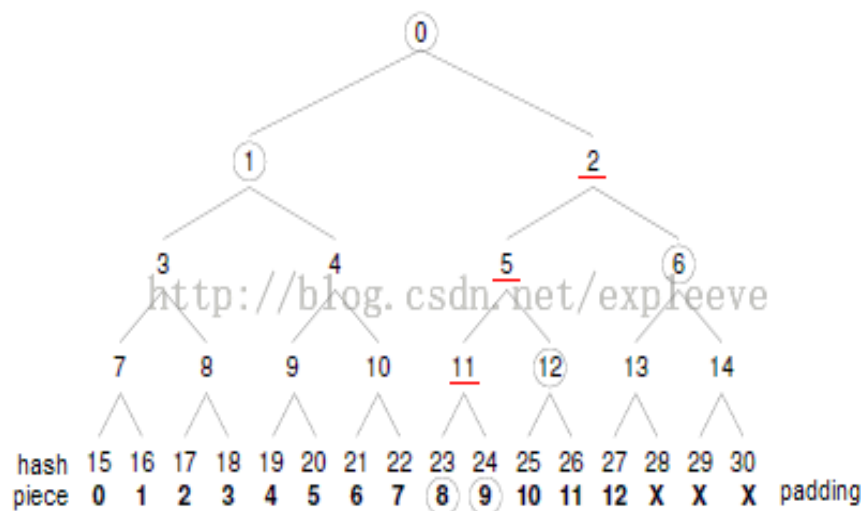 0
1 2
3 4 5 6
http://blog.csdn.net/expleeve
7 8 9 10 11 12 13 14
hash 15 16 17 18 19 20 21 22 23 24 25 26 27 28 29 30
piece 0 1 2 3 4 5 6 7 8 9 10 11 12 X X X padding